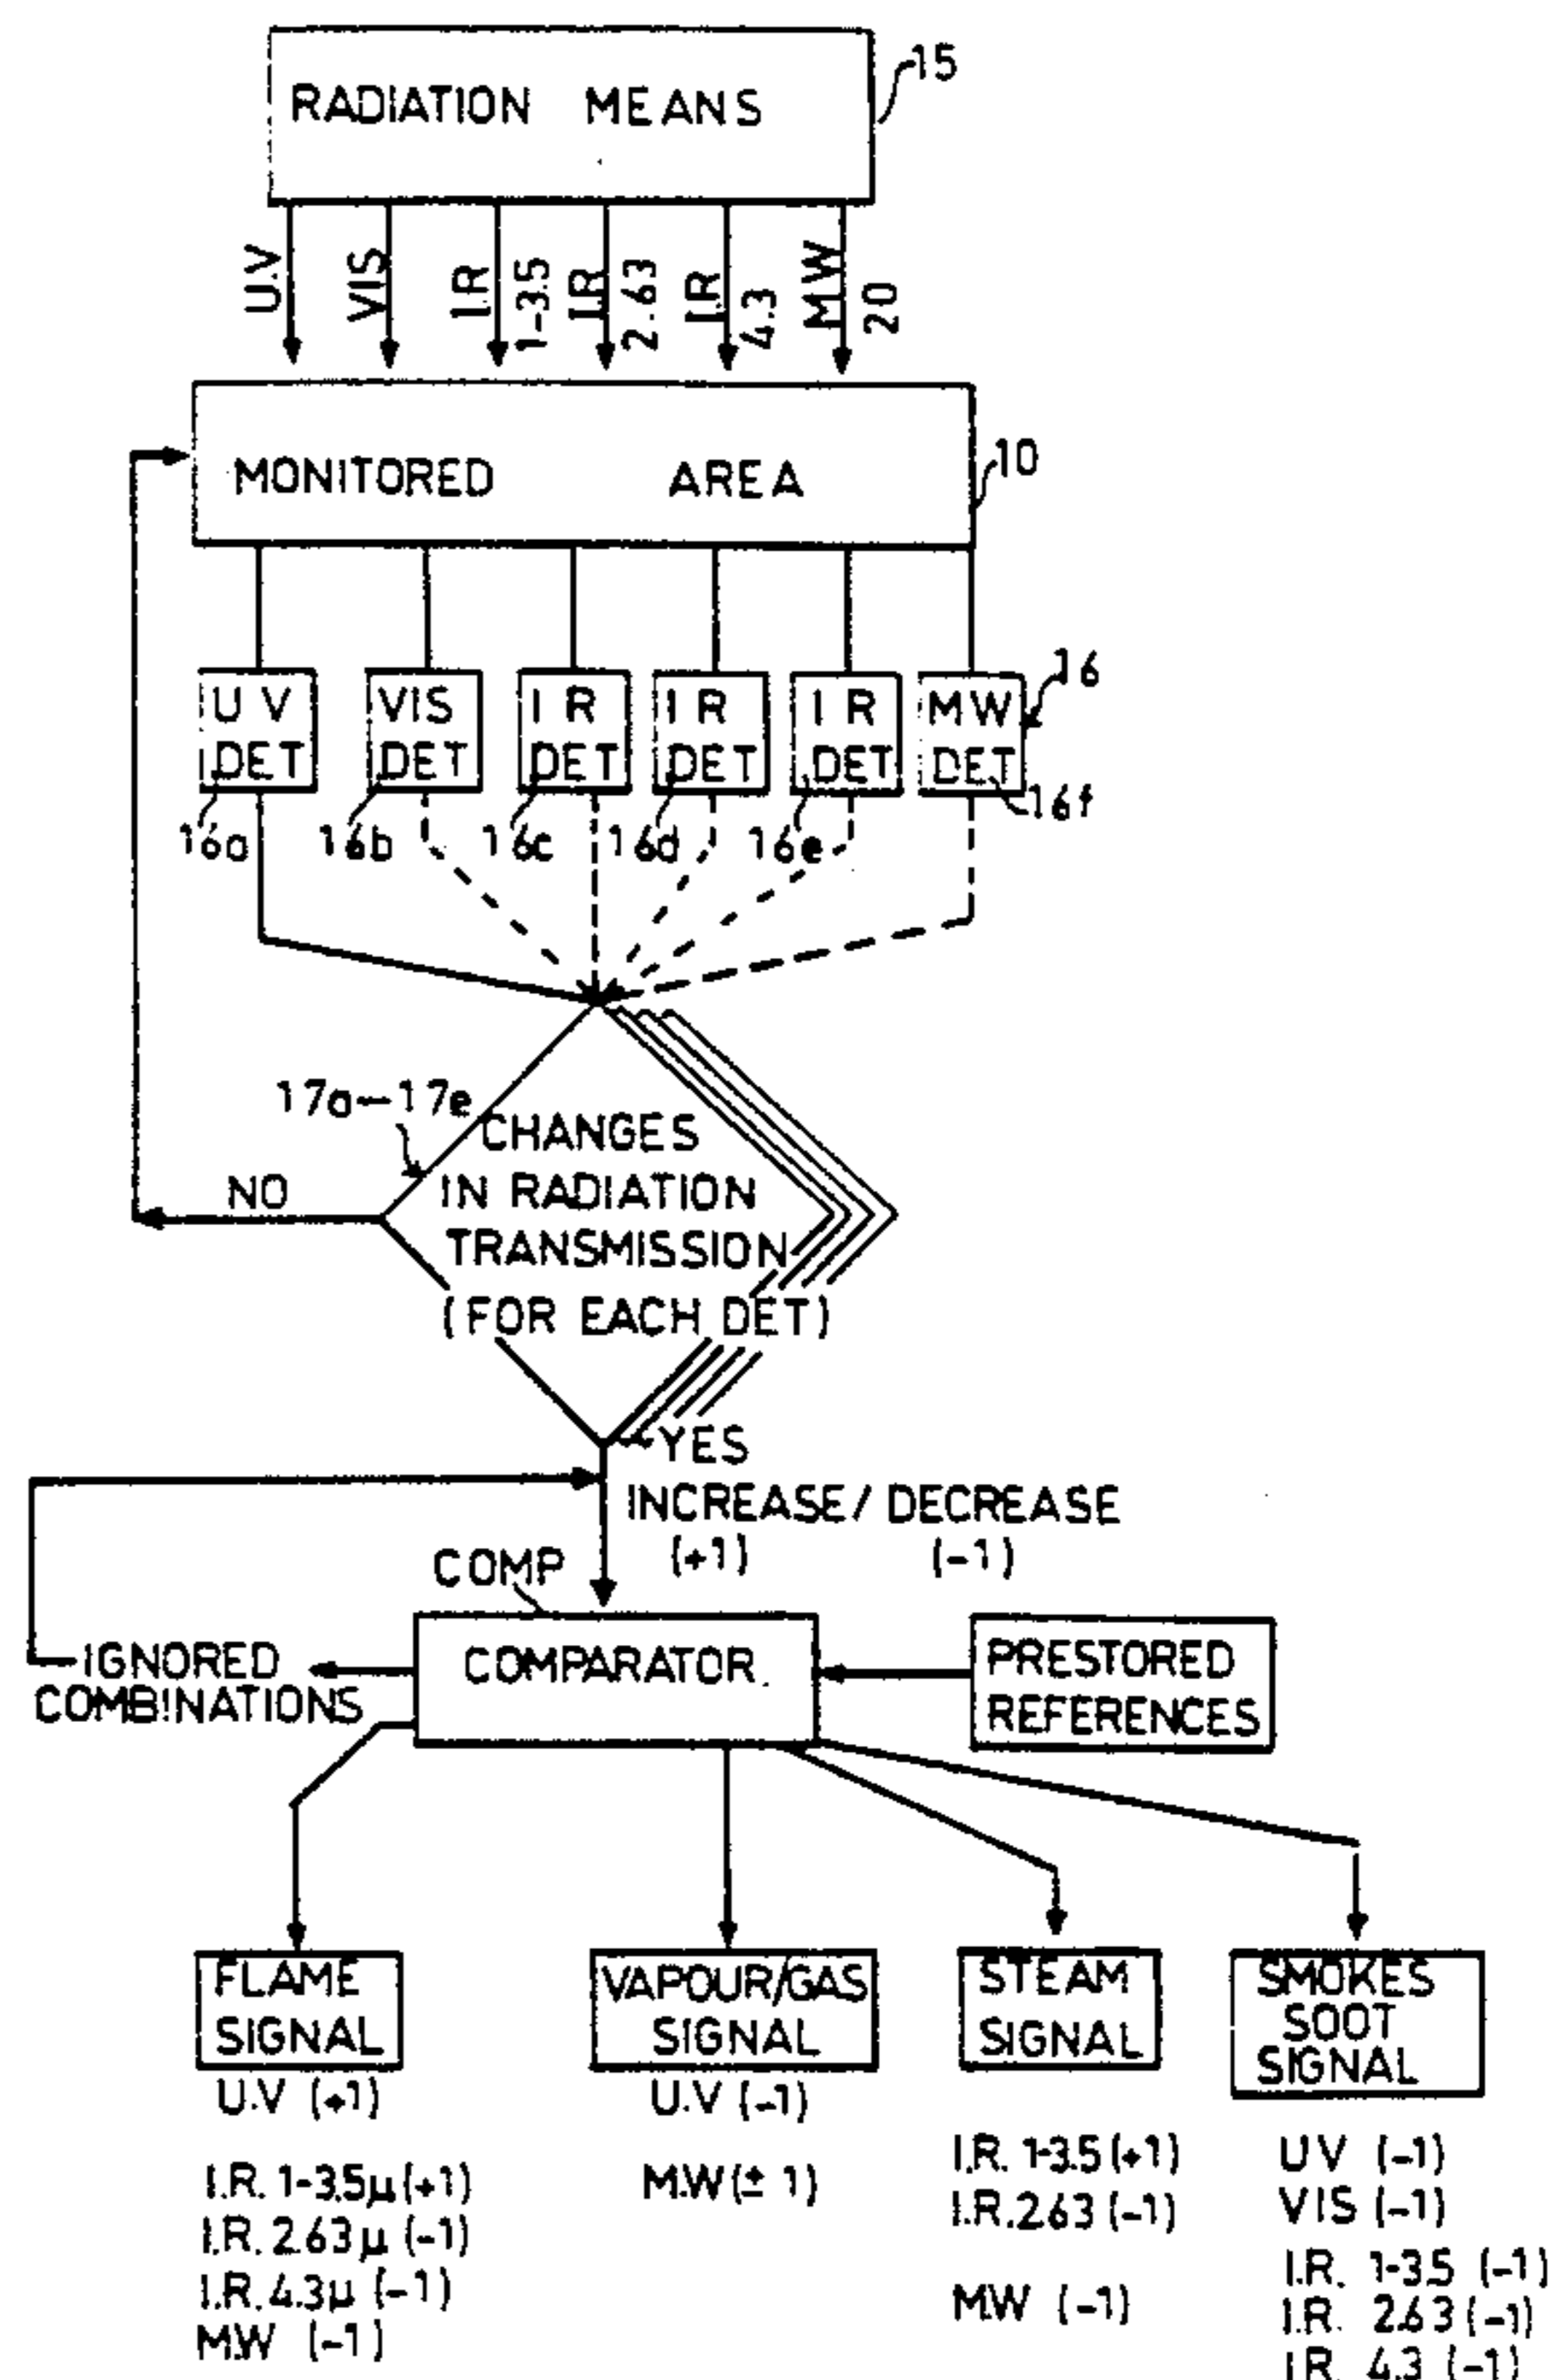 RADIATION MEANS
15
U.V
VIS
I.R
1-3.5
I.R
2.63
I.R
4.3
M.W
20
MONITORED AREA
10
UV
DET
VIS
DET
IR
DET
IR
DET
IR
DET
MW
DET
16
16a
16b
16c
16d
16e
16f
17a-17e
CHANGES
IN RADIATION
TRANSMISSION
(FOR EACH DET)
NO
YES
INCREASE/DECREASE
(+1) (-1)
COMP
COMPARATOR
IGNORED
COMBINATIONS
PRESTORED
REFERENCES
FLAME
SIGNAL
U.V (+1)
I.R. 1-3.5μ (+1)
I.R. 2.63μ (-1)
I.R. 4.3μ (-1)
M.W (-1)
VAPOUR/GAS
SIGNAL
U.V (-1)
M.W (± 1)
STEAM
SIGNAL
I.R. 1-3.5 (+1)
I.R. 2.63 (-1)
M.W (-1)
SMOKES
SOOT
SIGNAL
UV (-1)
VIS (-1)
I.R. 1-3.5 (-1)
I.R. 2.63 (-1)
I.R. 4.3 (-1)